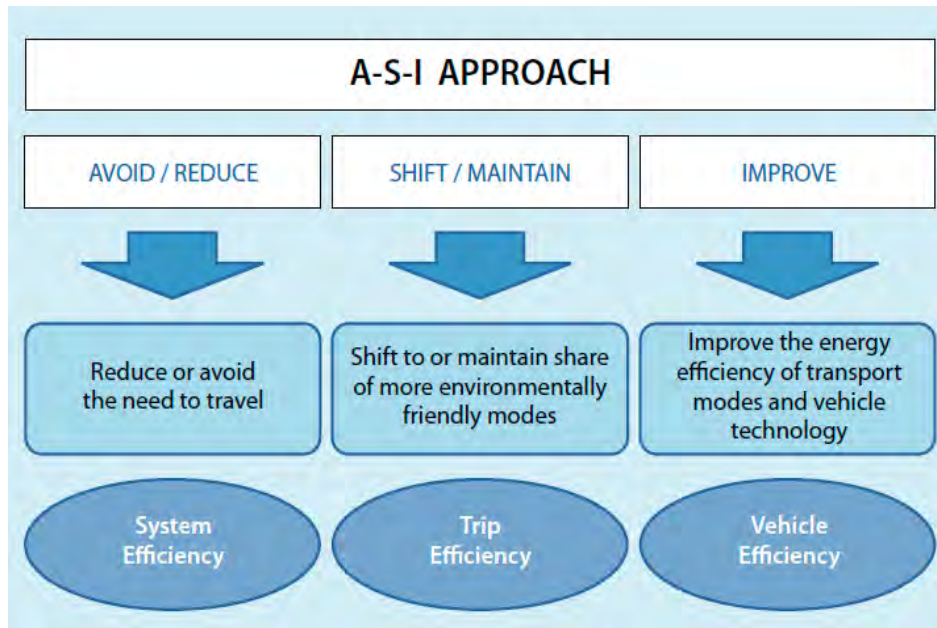 A-S-I APPROACH
AVOID / REDUCE
SHIFT / MAINTAIN
IMPROVE
Reduce or avoid
the need to travel
Shift to or maintain share
of more environmentally
friendly modes
Improve the energy
efficiency of transport
modes and vehicle
technology
System
Efficiency
Trip
Efficiency
Vehicle
Efficiency